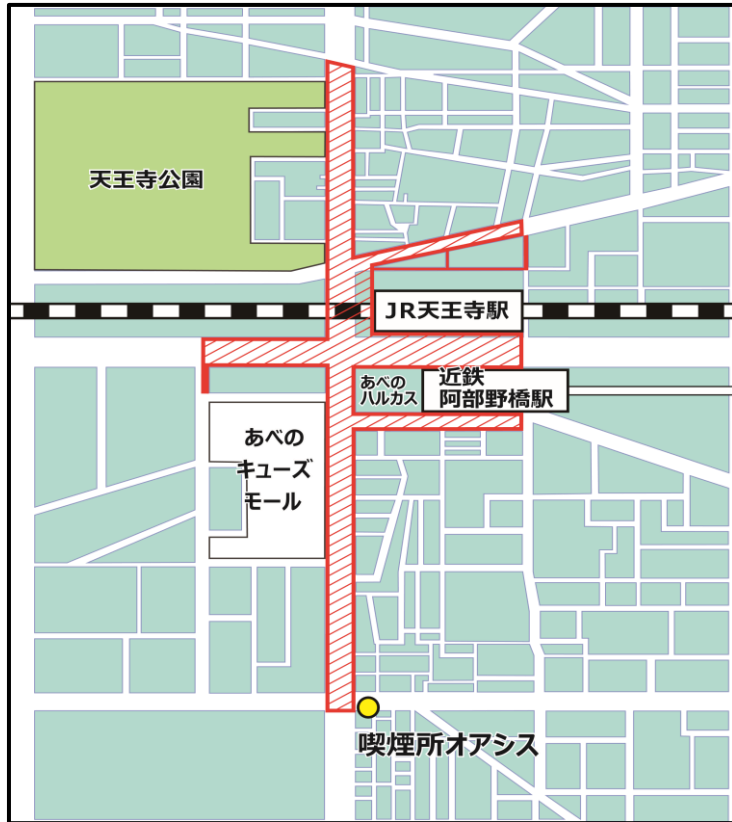 天王寺公園
JR天王寺駅
あべの
ハルカス
近鉄
阿部野橋駅
あべの
キューズ
モール
喫煙所オアシス